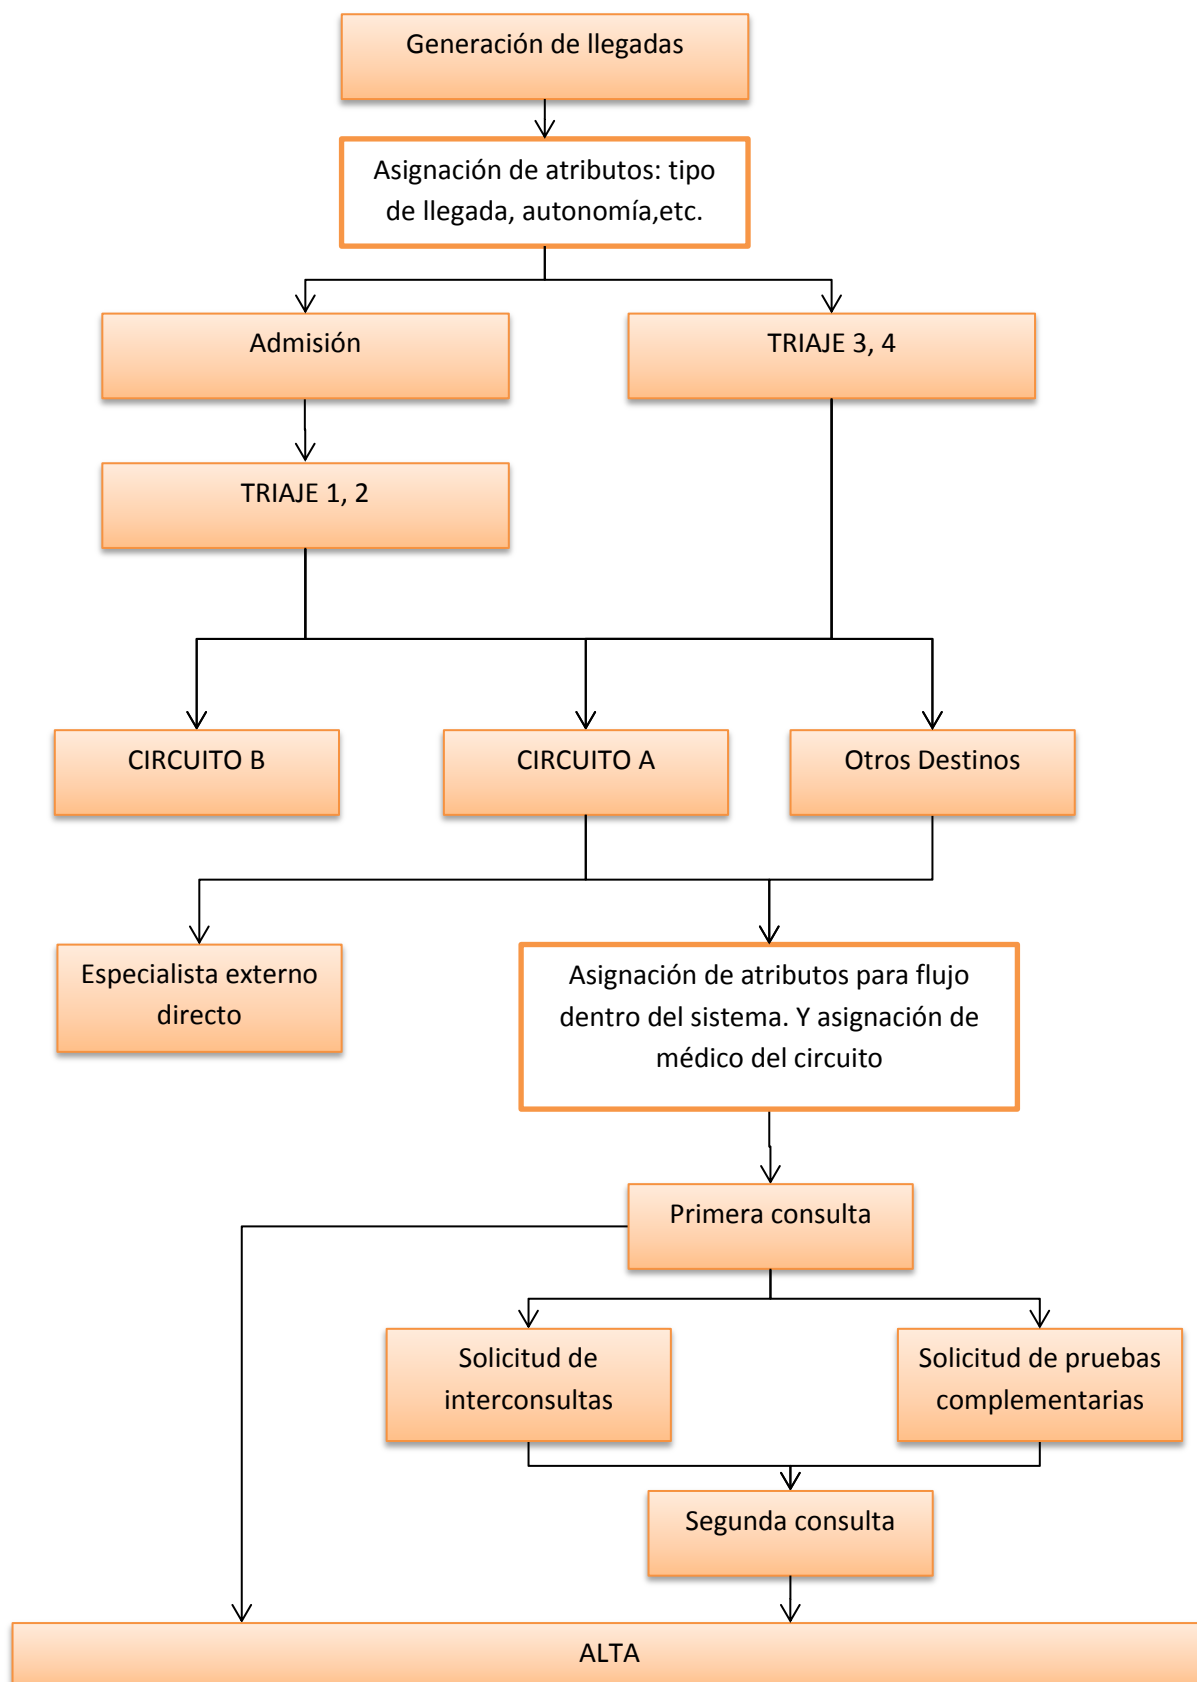 Generación de llegadas
Asignación de atributos: tipo
de llegada, autonomía,etc.
Admisión
TRIAJE 3, 4
TRIAJE 1, 2
CIRCUITO B
CIRCUITO A
Otros Destinos
Especialista externo
directo
Asignación de atributos para flujo
dentro del sistema. Y asignación de
médico del circuito
Primera consulta
Solicitud de
interconsultas
Solicitud de pruebas
complementarias
Segunda consulta
ALTA